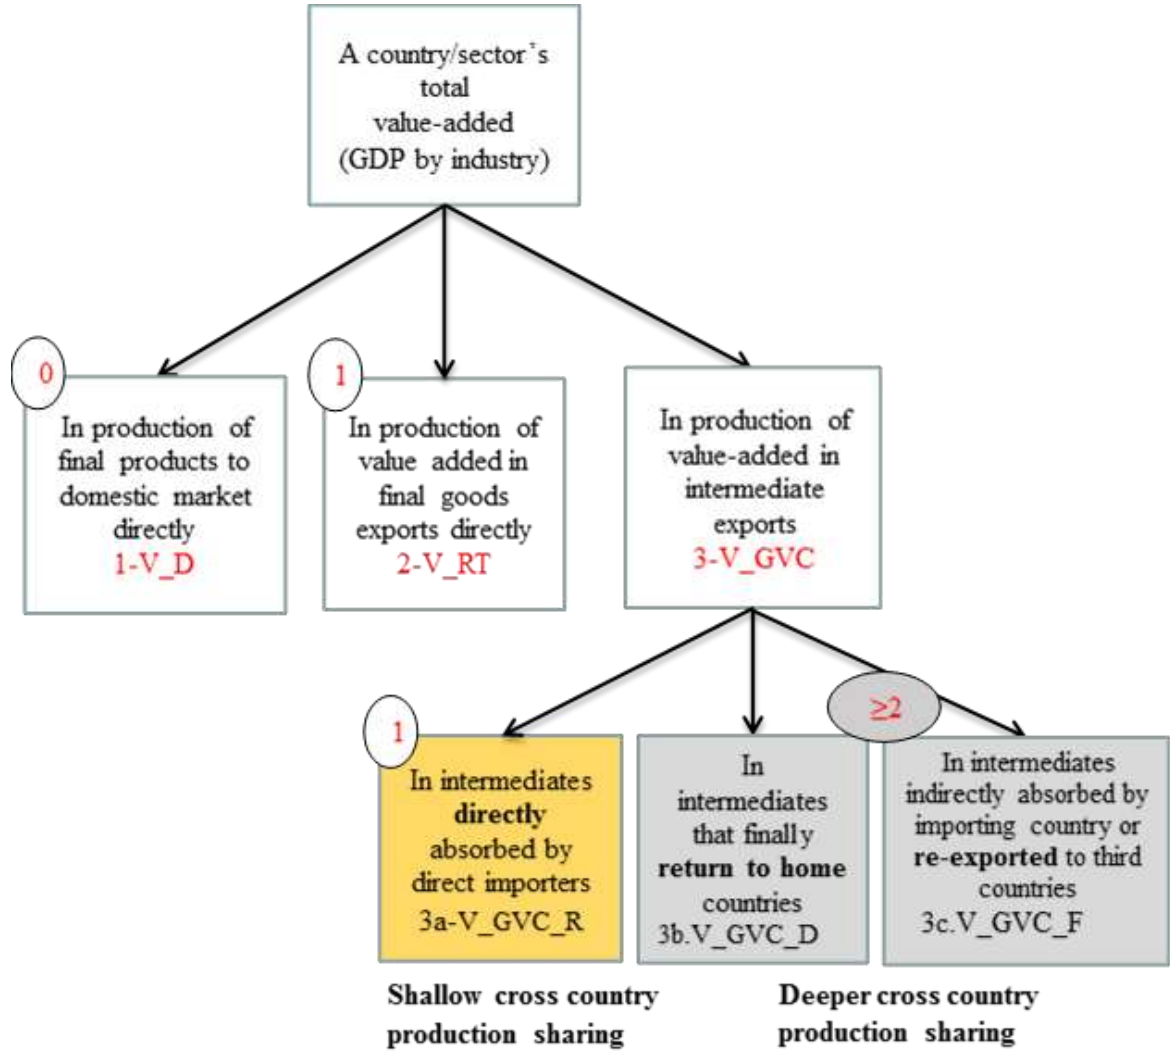 A country/sector's
total
value-added
(GDP by industry)
0
In production of
final products to
domestic market
directly
1-V_D
1
In production of
value added in
final goods
exports directly
2-V_RT
In production of
value-added in
intermediate
exports
3-V_GVC
1
In intermediates
directly
absorbed by
direct importers
3a-V_GVC_R
≥2
In
intermediates
that finally
return to home
countries
3b.V_GVC_D
In intermediates
indirectly absorbed by
importing country or
re-exported to third
countries
3c.V_GVC_F
Shallow cross country
production sharing
Deeper cross country
production sharing